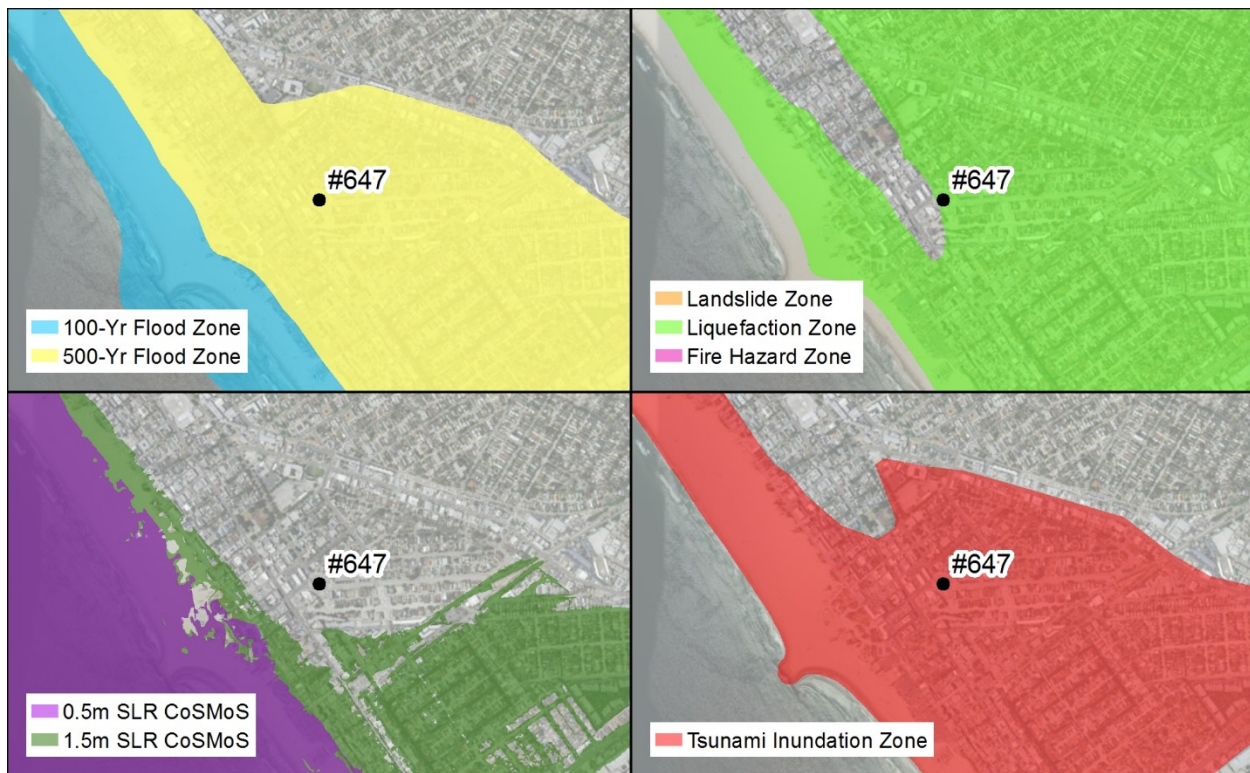 #647
100-Yr Flood Zone
500-Yr Flood Zone
#647
Landslide Zone
Liquefaction Zone
Fire Hazard Zone
#647
0.5m SLR CoSMoS
1.5m SLR CoSMoS
#647
Tsunami Inundation Zone